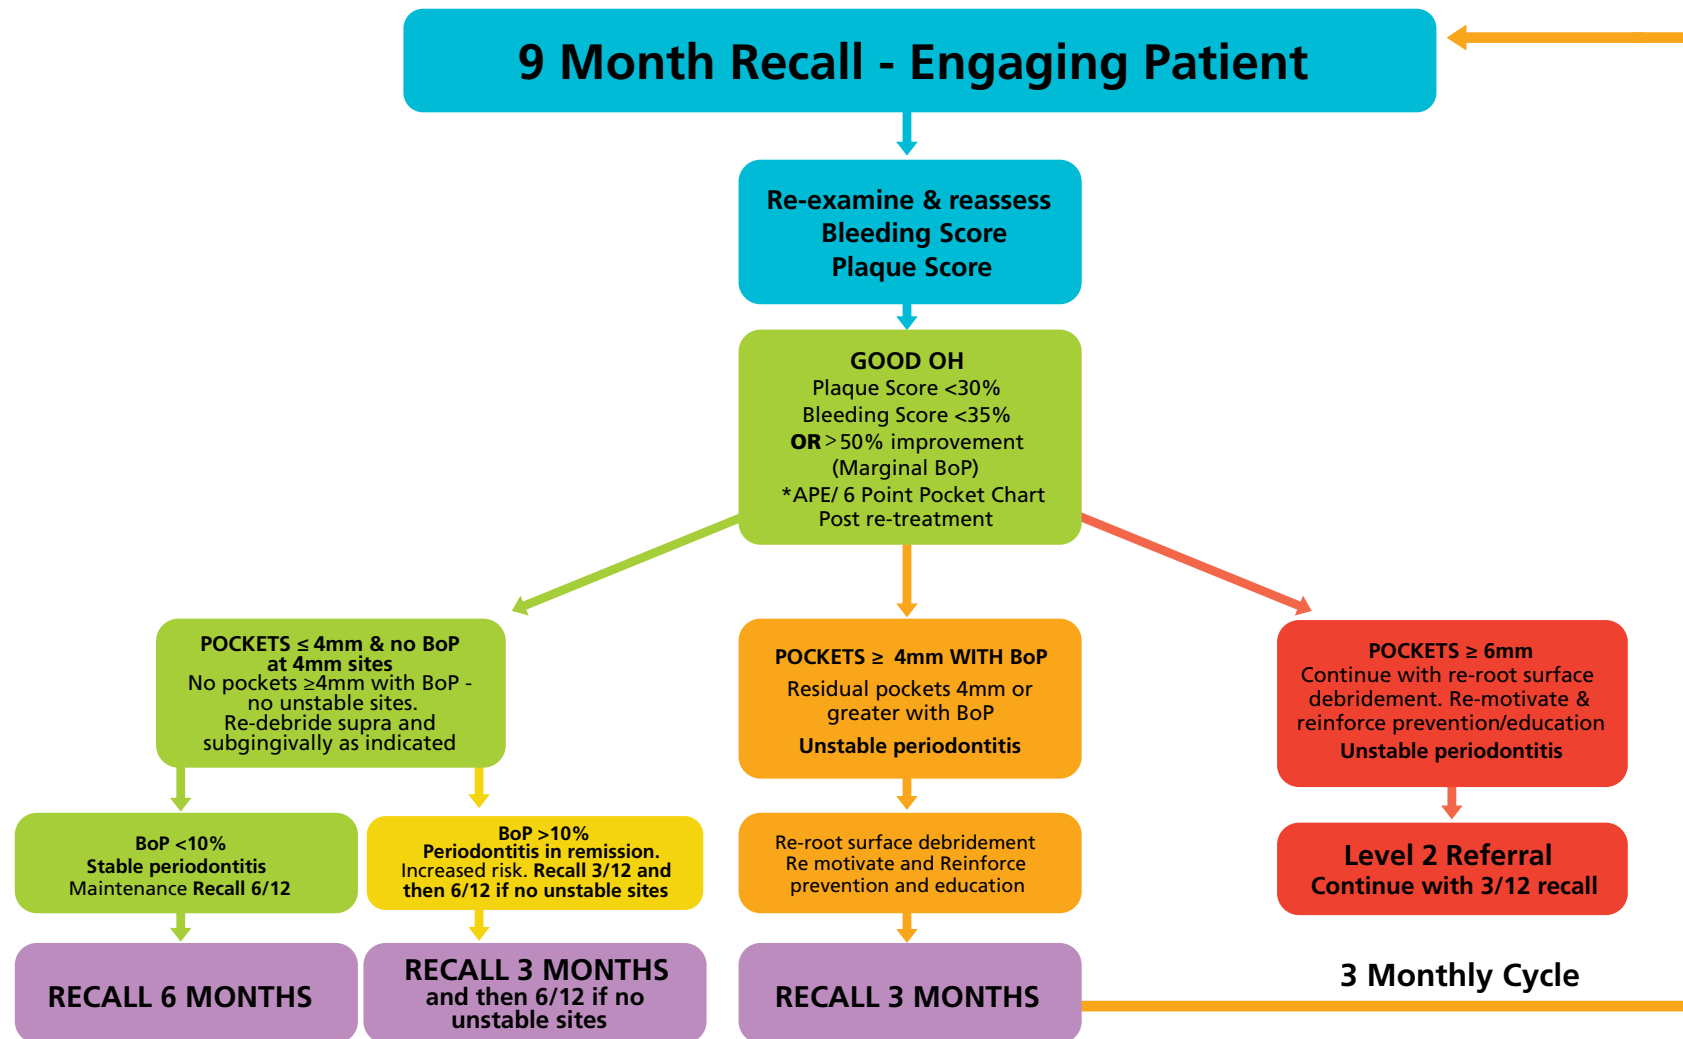 9 Month Recall - Engaging Patient
Re-examine & reassess
Bleeding Score
Plaque Score
GOOD OH
Plaque Score <30%
Bleeding Score <35%
OR >50% improvement
(Marginal BoP)
*APE/ 6 Point Pocket Chart
Post re-treatment
POCKETS ≤ 4mm & no BoP
at 4mm sites
No pockets ≥4mm with BoP -
no unstable sites.
Re-debride supra and
subgingivally as indicated
POCKETS ≥ 4mm WITH BoP
Residual pockets 4mm or
greater with BoP
Unstable periodontitis
POCKETS ≥ 6mm
Continue with re-root surface
debridement. Re-motivate &
reinforce prevention/education
Unstable periodontitis
BoP <10%
Stable periodontitis
Maintenance Recall 6/12
BoP >10%
Periodontitis in remission.
Increased risk. Recall 3/12 and
then 6/12 if no unstable sites
Re-root surface debridement
Re motivate and Reinforce
prevention and education
Level 2 Referral
Continue with 3/12 recall
RECALL 6 MONTHS
RECALL 3 MONTHS
and then 6/12 if no
unstable sites
RECALL 3 MONTHS
3 Monthly Cycle